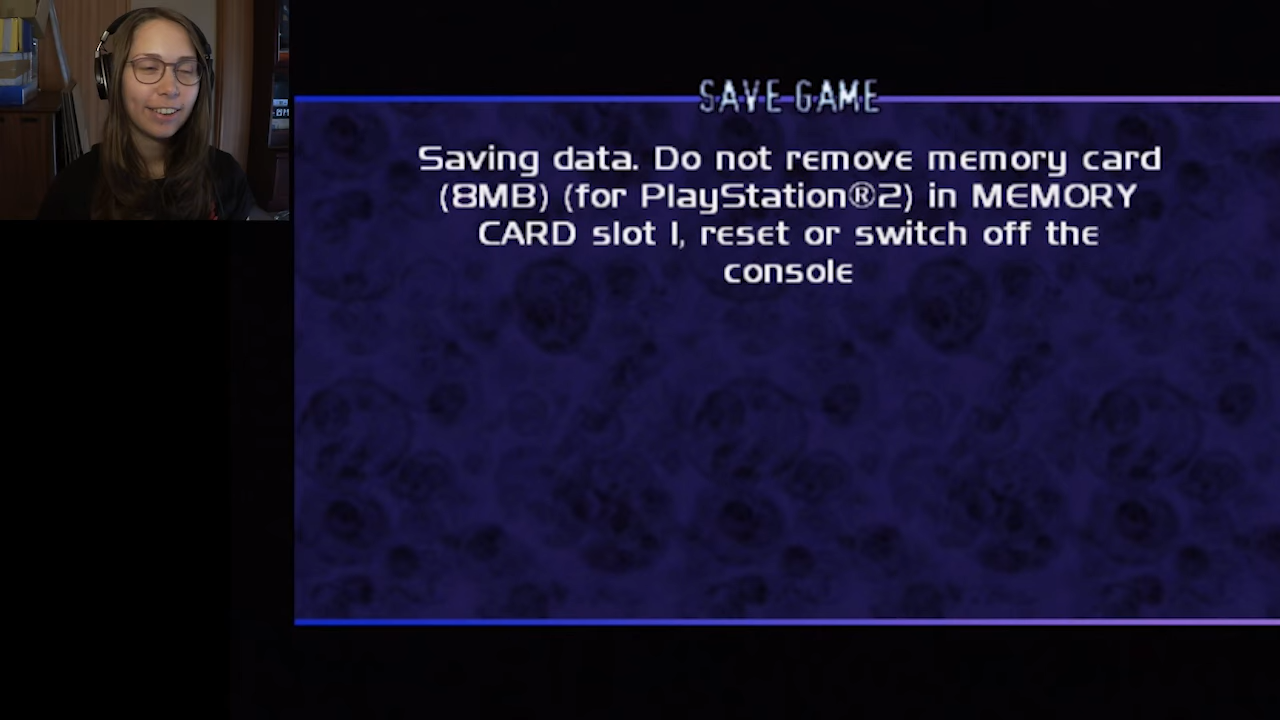 SAVE GAME
Saving data. Do not remove memory card
(8MB) (for PlayStation®2) in MEMORY
CARD slot 1, reset or switch off the
console